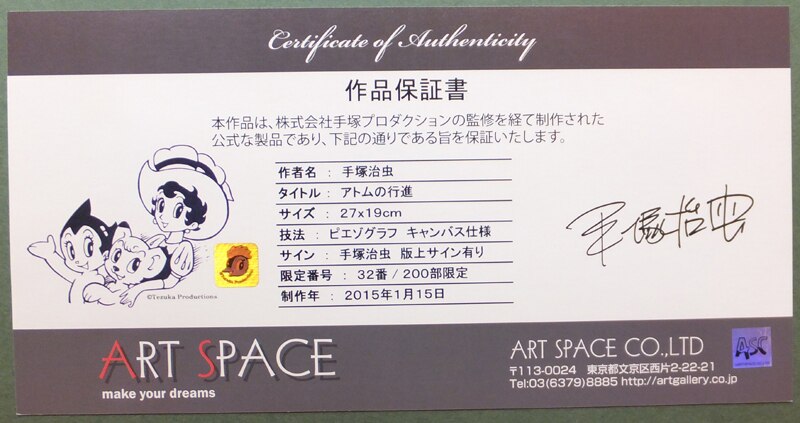 Certificate of Authenticity
作品保証書
本作品は、株式会社手塚プロダクションの監修を経て制作された
公式な製品であり、下記の通りである旨を保証いたします。
作者名 : 手塚治虫
タイトル : アトムの行進
サイズ : 27x19cm
技法 : ピエゾグラフ キャンバス仕様
サイン : 手塚治虫 版上サイン有り
限定番号 : 32番 / 200部限定
制作年 : 2015年1月15日
©Tezuka Productions
手塚治虫
ART SPACE
make your dreams
ART SPACE CO.,LTD
〒113-0024 東京都文京区西片2-22-21
Tel:03(6379)8885 http://artgallery.co.jp
ASC